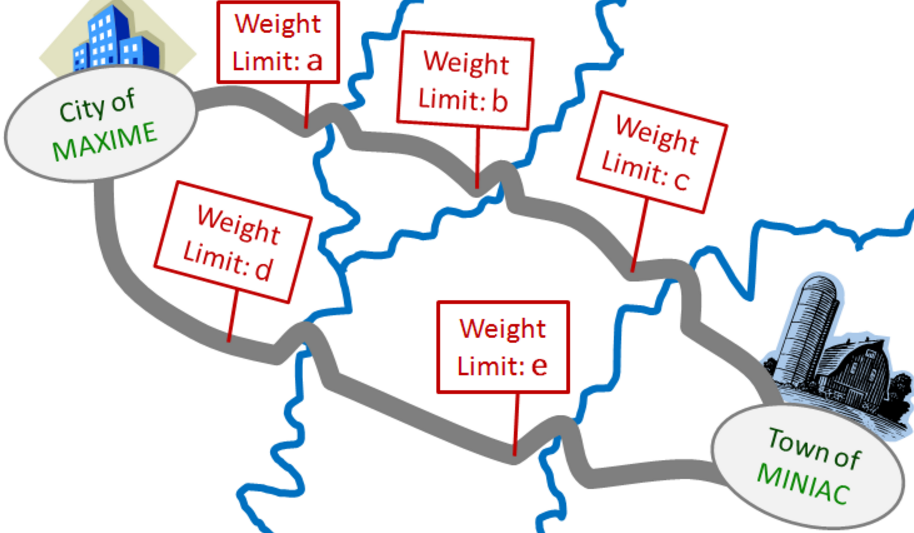 City of
MAXIME
Weight
Limit: a
Weight
Limit: b
Weight
Limit: c
Weight
Limit: d
Weight
Limit: e
Town of
MINIAC